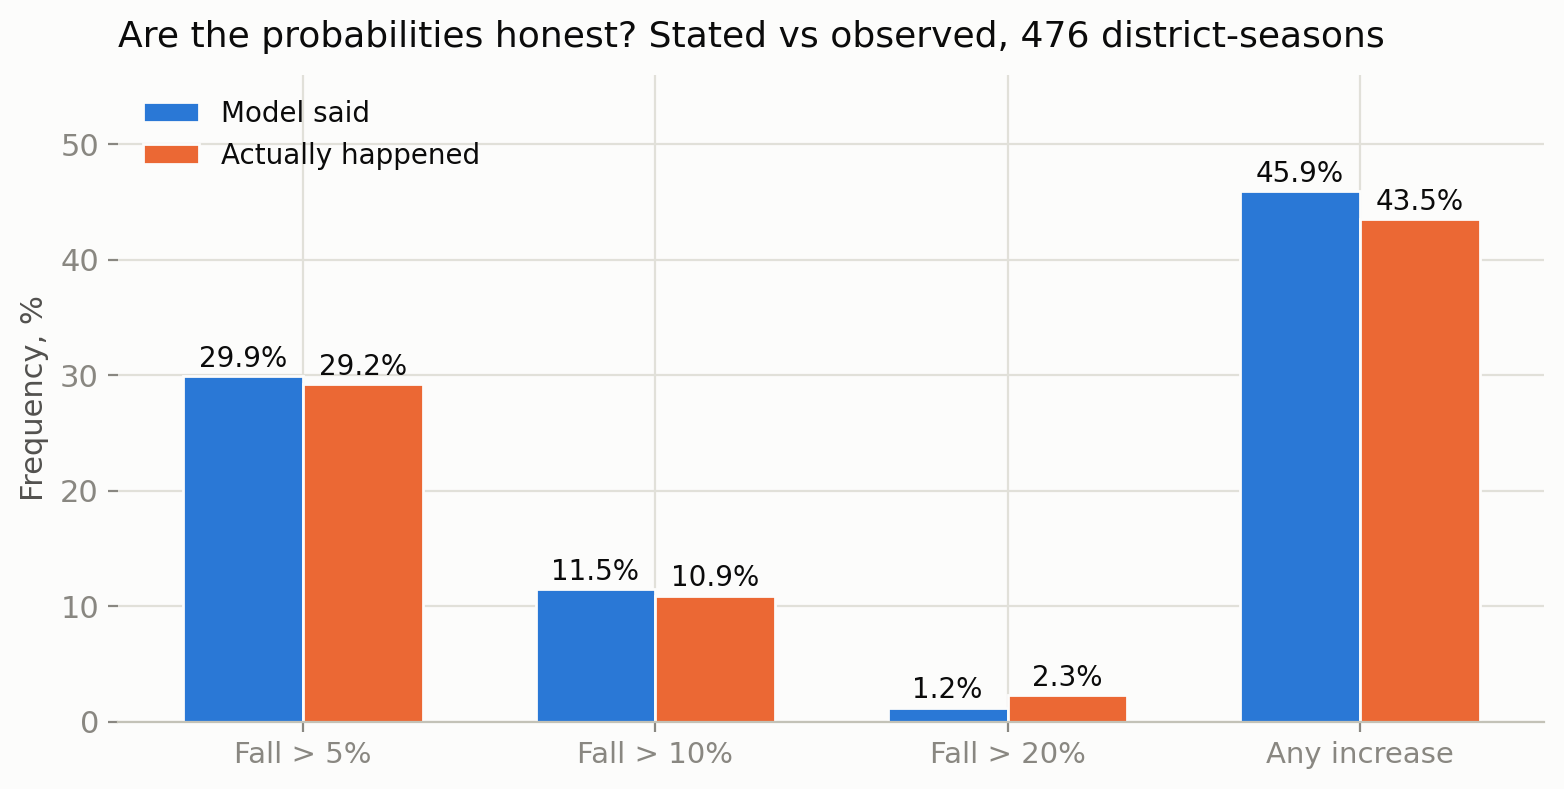 Are the probabilities honest? Stated vs observed, 476 district-seasons
Model said
Actually happened
Frequency, %
50
40
30
20
10
0
29.9%
29.2%
11.5%
10.9%
1.2%
2.3%
45.9%
43.5%
Fall > 5%
Fall > 10%
Fall > 20%
Any increase